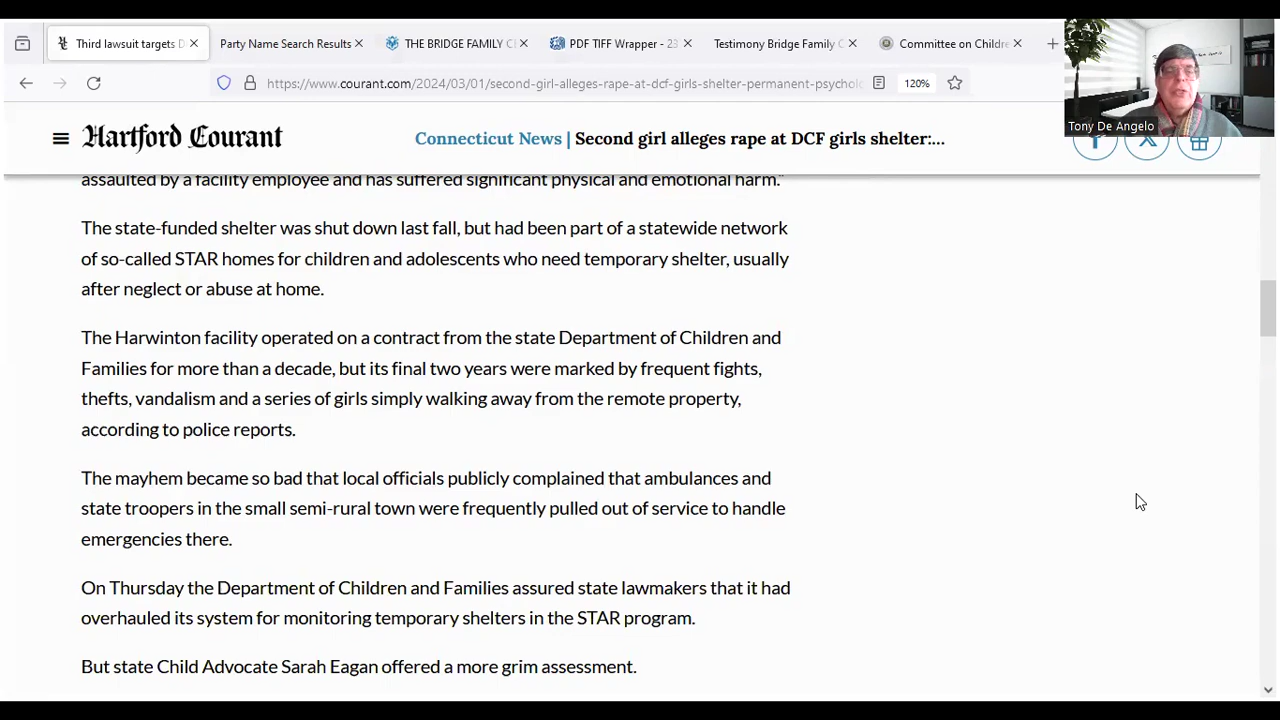 Third lawsuit targets D
Party Name Search Results
THE BRIDGE FAMILY C
PDF TIFF Wrapper - 23
Testimony Bridge Family C
Committee on Childre
https://www.courant.com/2024/03/01/second-girl-alleges-rape-at-dcf-girls-shelter-permanent-psycholo
120%
Tony De Angelo
Hartford Courant
Connecticut News | Second girl alleges rape at DCF girls shelter:...
assaulted by a facility employee and has suffered significant physical and emotional harm."
The state-funded shelter was shut down last fall, but had been part of a statewide network
of so-called STAR homes for children and adolescents who need temporary shelter, usually
after neglect or abuse at home.
The Harwinton facility operated on a contract from the state Department of Children and
Families for more than a decade, but its final two years were marked by frequent fights,
thefts, vandalism and a series of girls simply walking away from the remote property,
according to police reports.
The mayhem became so bad that local officials publicly complained that ambulances and
state troopers in the small semi-rural town were frequently pulled out of service to handle
emergencies there.
On Thursday the Department of Children and Families assured state lawmakers that it had
overhauled its system for monitoring temporary shelters in the STAR program.
But state Child Advocate Sarah Eagan offered a more grim assessment.